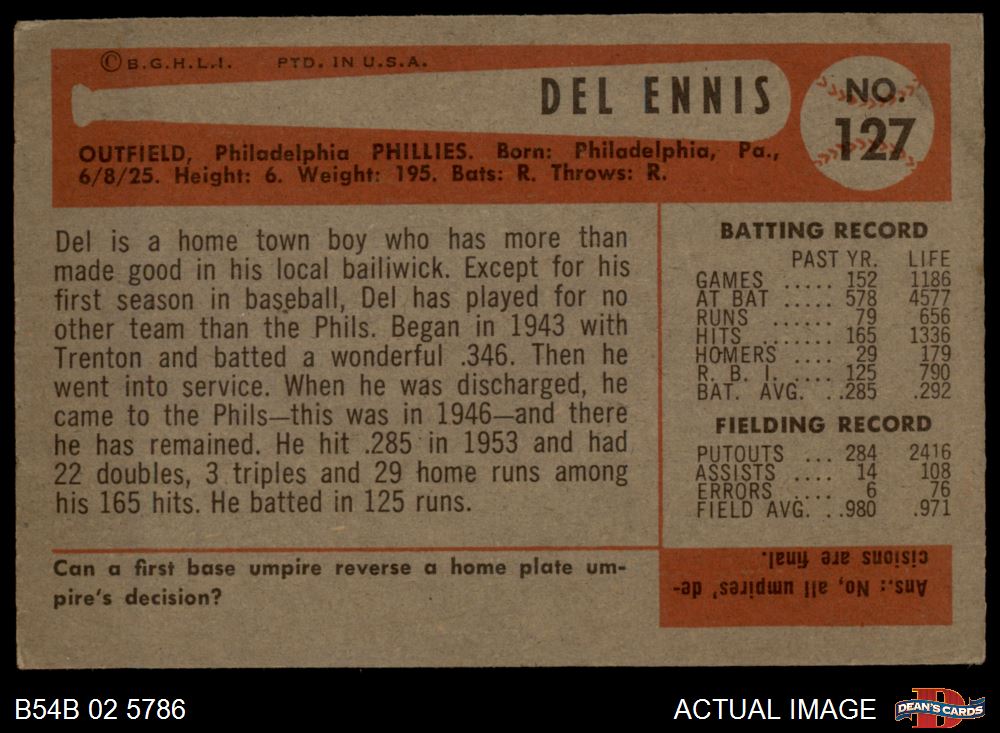 © B.G.H.L.I. PTD. IN U.S.A.
DEL ENNIS
NO.
127
OUTFIELD, Philadelphia PHILLIES. Born: Philadelphia, Pa.,
6/8/25. Height: 6. Weight: 195. Bats: R. Throws: R.
Del is a home town boy who has more than
made good in his local bailiwick. Except for his
first season in baseball, Del has played for no
other team than the Phils. Began in 1943 with
Trenton and batted a wonderful .346. Then he
went into service. When he was discharged, he
came to the Phils—this was in 1946—and there
he has remained. He hit .285 in 1953 and had
22 doubles, 3 triples and 29 home runs among
his 165 hits. He batted in 125 runs.
BATTING RECORD
PAST YR. LIFE
GAMES ..... 152 1186
AT BAT ..... 578 4577
RUNS ...... 79 656
HITS ....... 165 1336
HOMERS .... 29 179
R. B. I. .... 125 790
BAT. AVG. ..285 .292
FIELDING RECORD
PUTOUTS ... 284 2416
ASSISTS .... 14 108
ERRORS .... 6 76
FIELD AVG. ..980 .971
Can a first base umpire reverse a home plate um-
pire's decision?
Ans.: No, all umpires' de-
cisions are final.
B54B 02 5786
ACTUAL IMAGE
D
DEAN'S CARDS